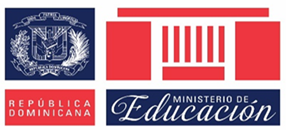 REPÚBLICA
DOMINICANA
MINISTERIO DE
Educación